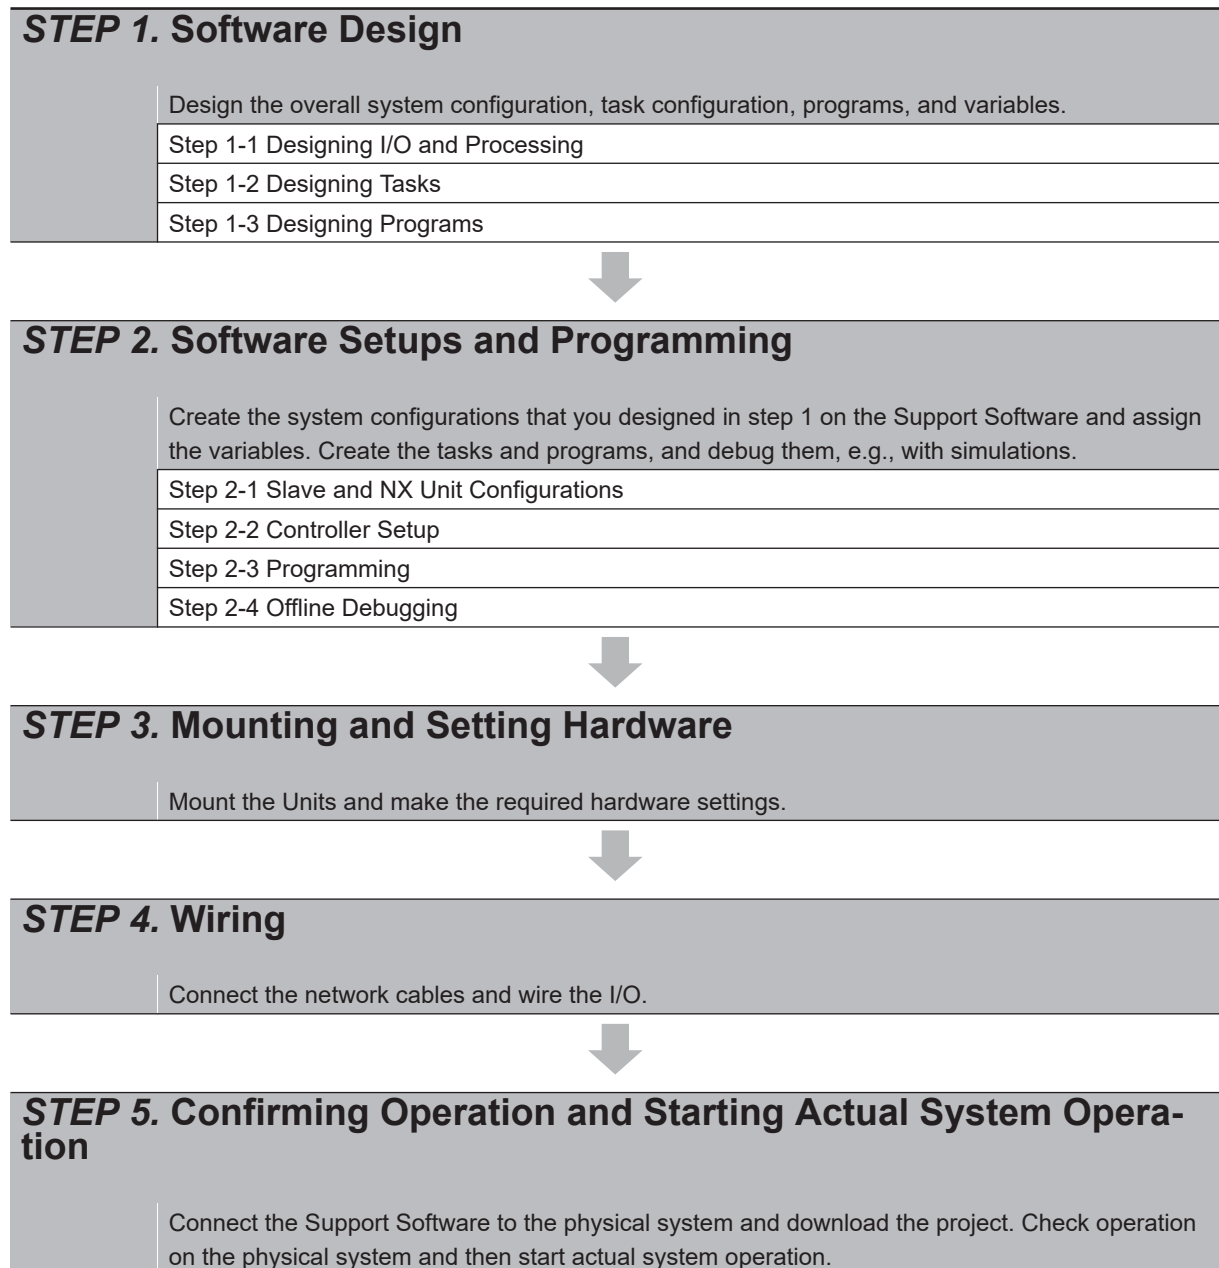 STEP 1. Software Design
Design the overall system configuration, task configuration, programs, and variables.
Step 1-1 Designing I/O and Processing
Step 1-2 Designing Tasks
Step 1-3 Designing Programs
STEP 2. Software Setups and Programming
Create the system configurations that you designed in step 1 on the Support Software and assign
the variables. Create the tasks and programs, and debug them, e.g., with simulations.
Step 2-1 Slave and NX Unit Configurations
Step 2-2 Controller Setup
Step 2-3 Programming
Step 2-4 Offline Debugging
STEP 3. Mounting and Setting Hardware
Mount the Units and make the required hardware settings.
STEP 4. Wiring
Connect the network cables and wire the I/O.
STEP 5. Confirming Operation and Starting Actual System Opera-
tion
Connect the Support Software to the physical system and download the project. Check operation
on the physical system and then start actual system operation.